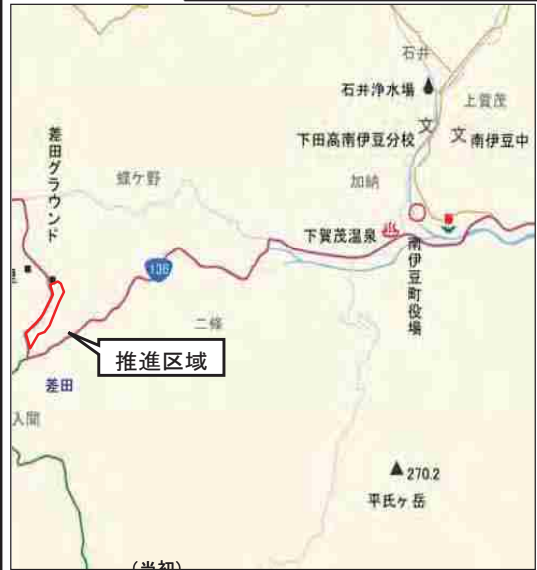 石井
石井浄水場
上賀茂
下田高南伊豆分校
文
文
南伊豆中
差田グラウンド
蝶ケ野
加納
下賀茂温泉
南伊豆町役場
136
二條
推進区域
差田
入間
270.2
平氏ヶ岳
(当初)